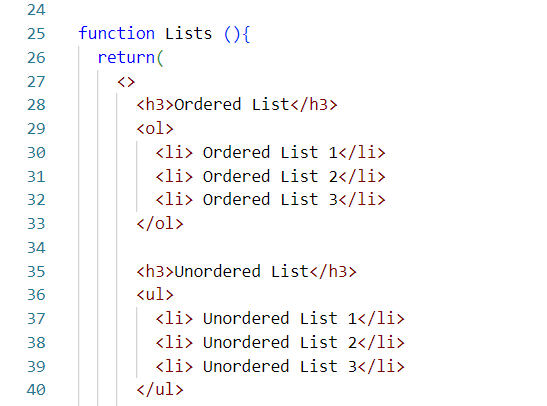 24
25 function Lists (){
26 return(
27 <>
28 <h3>Ordered List</h3>
29 <ol>
30 <li> Ordered List 1</li>
31 <li> Ordered List 2</li>
32 <li> Ordered List 3</li>
33 </ol>
34
35 <h3>Unordered List</h3>
36 <ul>
37 <li> Unordered List 1</li>
38 <li> Unordered List 2</li>
39 <li> Unordered List 3</li>
40 </ul>